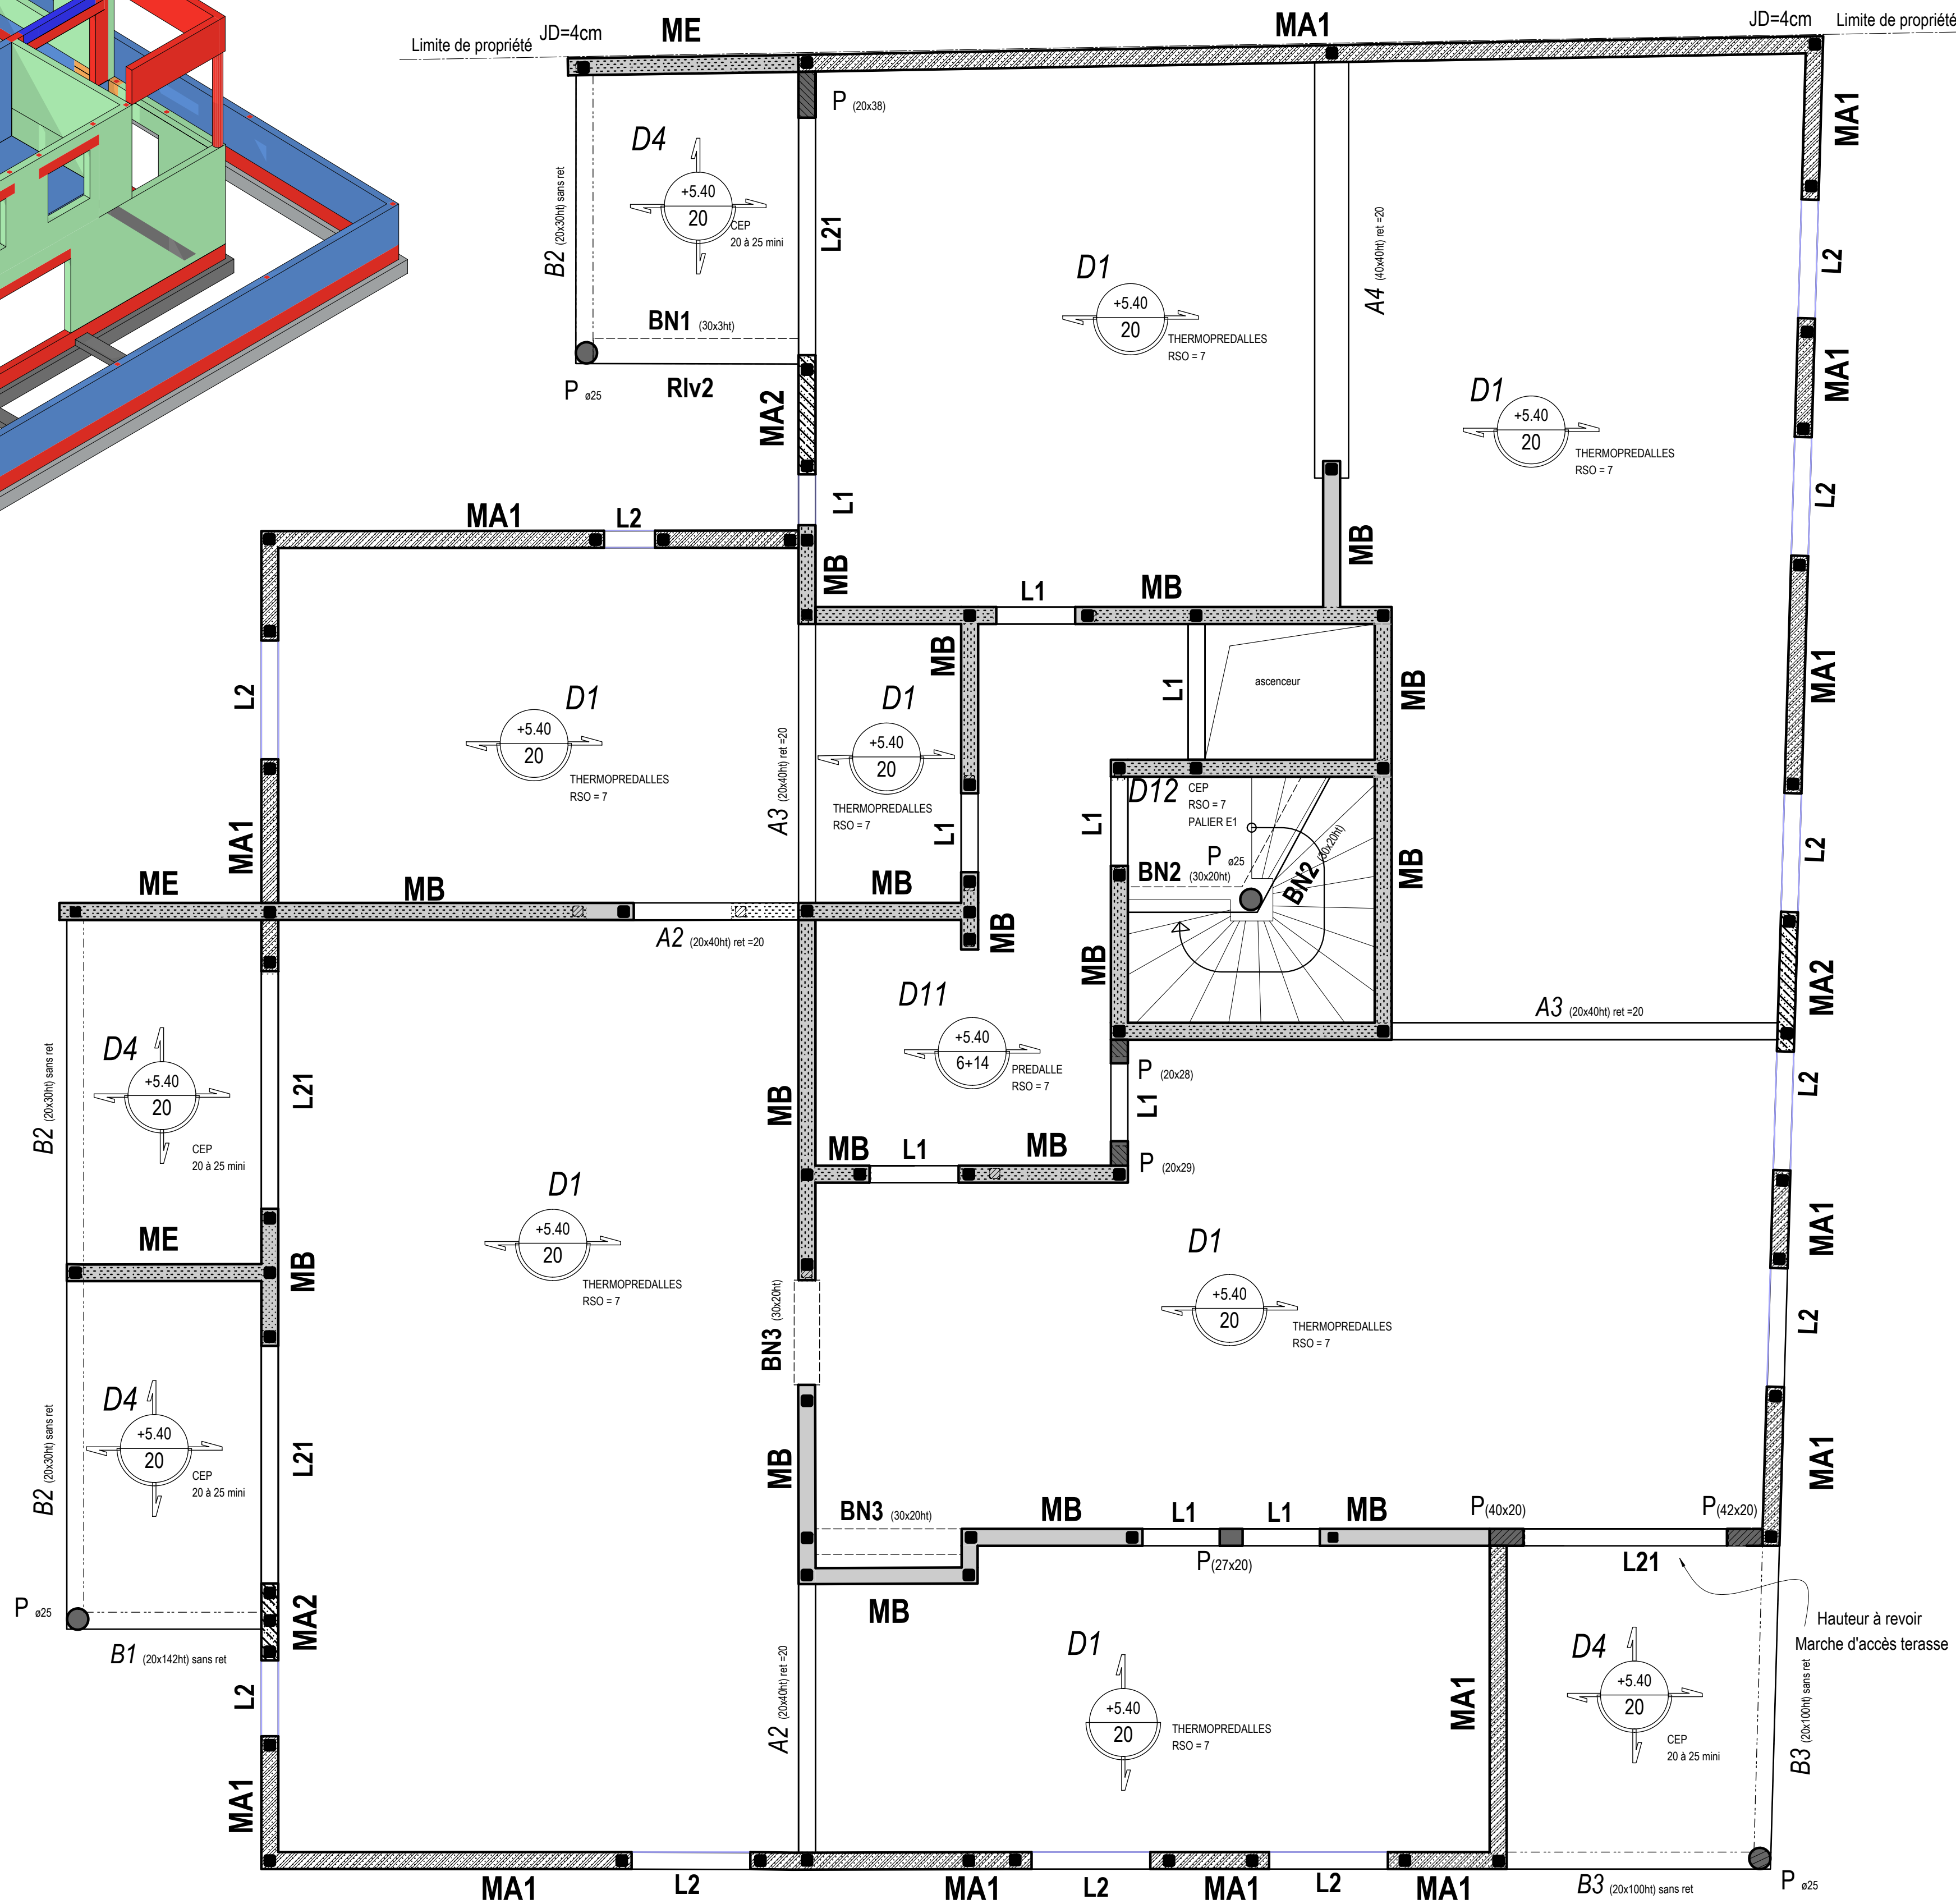 Limite de propriété
JD=4cm
ME
MA1
JD=4cm
Limite de propriété
P (20x38)
MA1
D4
+5.40
20
CEP
20 à 25 mini
B2 (20x30ht) sans ret
L21
A4 (40x40ht) ret =20
L2
D1
+5.40
20
THERMOPREDALLES
RSO = 7
BN1 (30x3ht)
RIv2
P ø25
MA2
D1
+5.40
20
THERMOPREDALLES
RSO = 7
MA1
L2
L1
MA1
L2
MB
MB
L1
MB
MB
L1
ascenceur
MB
MA1
L2
D1
+5.40
20
THERMOPREDALLES
RSO = 7
A3 (20x40ht) ret =20
D1
+5.40
20
THERMOPREDALLES
RSO = 7
L1
L1
D12
CEP
RSO = 7
PALIER E1
P ø25
BN2 (30x20ht)
BN2 (30x20ht)
MB
L2
MA1
ME
MB
MB
MB
MB
A2 (20x40ht) ret =20
MA2
A3 (20x40ht) ret =20
D11
+5.40
6+14
PREDALLE
RSO = 7
P (20x28)
L1
L2
B2 (20x30ht) sans ret
D4
+5.40
20
CEP
20 à 25 mini
L21
MB
MB
L1
MB
P (20x29)
MA1
D1
+5.40
20
THERMOPREDALLES
RSO = 7
ME
MB
D1
+5.40
20
THERMOPREDALLES
RSO = 7
BN3 (30x20ht)
L2
B2 (20x30ht) sans ret
D4
+5.40
20
CEP
20 à 25 mini
L21
MB
MA1
BN3 (30x20ht)
MB
L1
L1
MB
P(40x20)
P(42x20)
P(27x20)
L21
P ø25
MA2
MB
Hauteur à revoir
Marche d'accès terasse
B1 (20x142ht) sans ret
L2
A2 (20x40ht) ret =20
D1
+5.40
20
THERMOPREDALLES
RSO = 7
MA1
D4
+5.40
20
CEP
20 à 25 mini
B3 (20x100ht) sans ret
MA1
MA1
L2
MA1
L2
MA1
L2
MA1
B3 (20x100ht) sans ret
P ø25